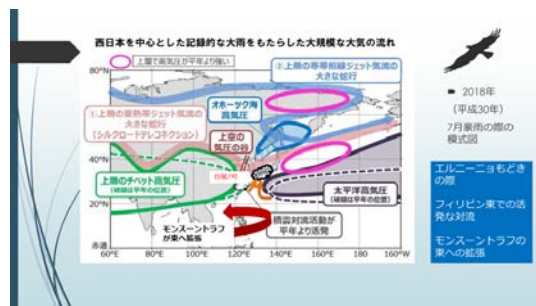 西日本を中心とした記録的な大雨をもたらした大規模な大気の流れ
上層で高気圧が平年より強い
80°N
②上層の寒帯前線ジェット気流の
大きな蛇行
①上層の亜熱帯ジェット気流の
大きな蛇行
(シルクロードテレコネクション)
オホーツク海
高気圧
上空の
気圧の谷
40°N
台風7号
上層のチベット高気圧
(破線は平年の位置)
太平洋高気圧
(破線は平年の位置)
20°N
積雲対流活動が
平年より活発
モンスーントラフ
が東へ拡張
赤道
60°E
80°E
100°E
120°E
140°E
160°E
180°
160°W
2018年
(平成30年)
7月豪雨の際の
模式図
エルニーニョもどき
の際
フィリピン東での活
発な対流
モンスーントラフの
東への拡張